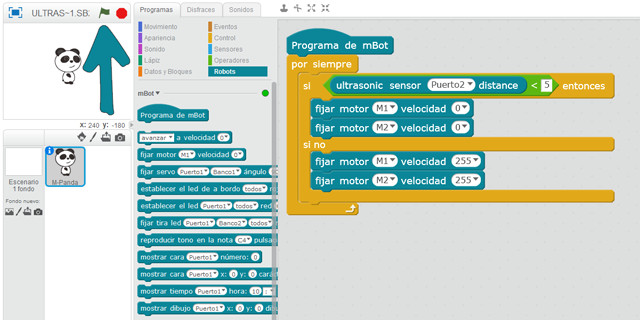 ULTRAS~1.SB2
x: 240 y: -180
Escenario
1 fondo
Fondo nuevo:
M-Panda
Programas Disfraces Sonidos
Movimiento Eventos
Apariencia Control
Sonido Sensores
Lápiz Operadores
Datos y Bloques Robots
mBot
Programa de mBot
avanzar a velocidad 0
fijar motor M1 velocidad 0
fijar servo Puerto1 Banco1 ángulo
establecer el led de a bordo todos
establecer el led Puerto1 todos
fijar tira led Puerto1 Banco2 todos
reproducir tono en la nota C4
mostrar cara Puerto1 número: 0
mostrar cara Puerto1 x: 0 y: 0
mostrar tiempo Puerto1 hora: 10 :
mostrar dibujo Puerto1 x: 0 y: 0
Programa de mBot
por siempre
si ultrasonic sensor Puerto2 distance < 5 entonces
fijar motor M1 velocidad 0
fijar motor M2 velocidad 0
si no
fijar motor M1 velocidad 255
fijar motor M2 velocidad 255